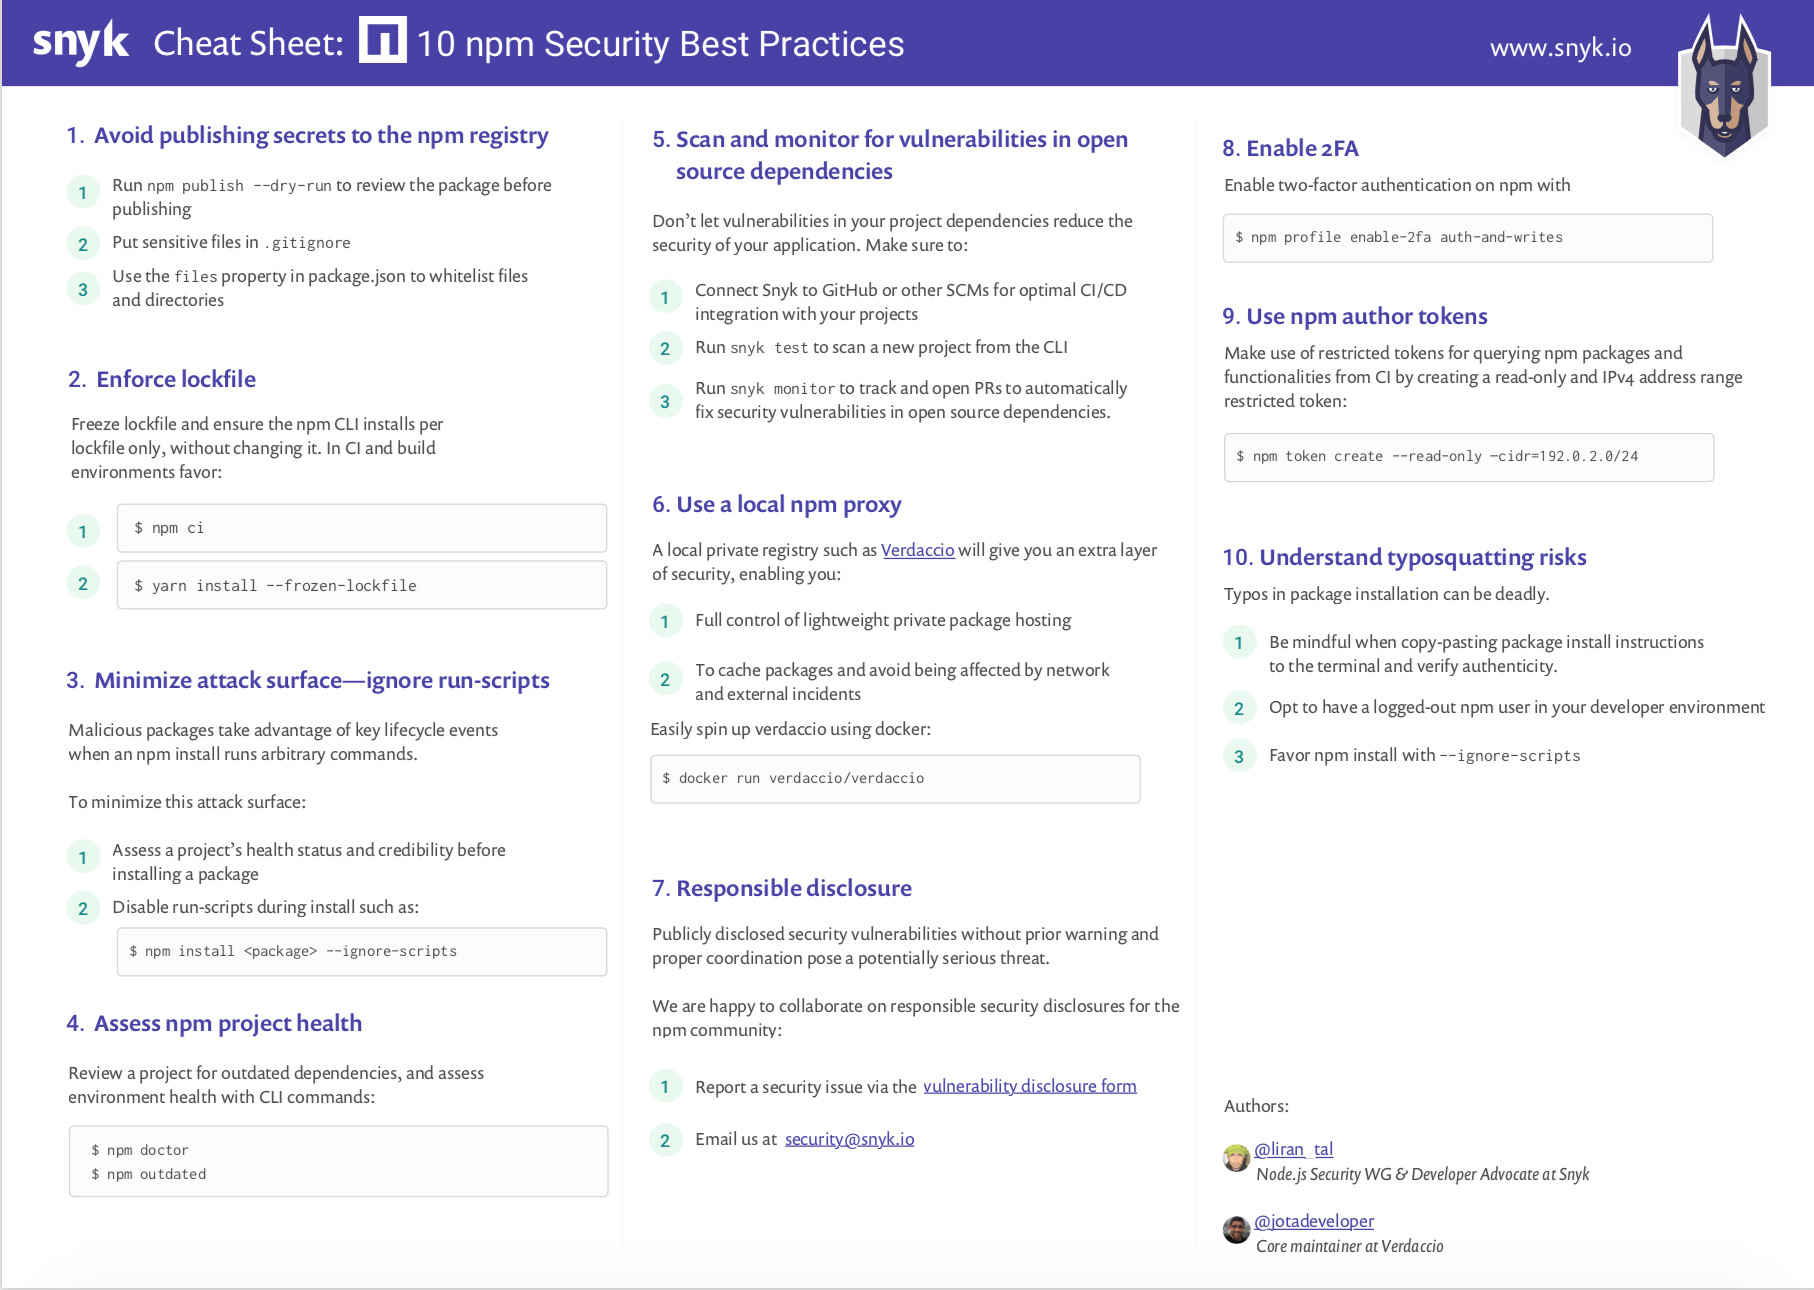 snyk Cheat Sheet: 10 npm Security Best Practices
www.snyk.io
1. Avoid publishing secrets to the npm registry
1 Run npm publish --dry-run to review the package before
publishing
2 Put sensitive files in .gitignore
3 Use the files property in package.json to whitelist files
and directories
2. Enforce lockfile
Freeze lockfile and ensure the npm CLI installs per
lockfile only, without changing it. In CI and build
environments favor:
1 $ npm ci
2 $ yarn install --frozen-lockfile
3. Minimize attack surface—ignore run-scripts
Malicious packages take advantage of key lifecycle events
when an npm install runs arbitrary commands.
To minimize this attack surface:
1 Assess a project’s health status and credibility before
installing a package
2 Disable run-scripts during install such as:
$ npm install <package> --ignore-scripts
4. Assess npm project health
Review a project for outdated dependencies, and assess
environment health with CLI commands:
$ npm doctor
$ npm outdated
5. Scan and monitor for vulnerabilities in open
source dependencies
Don’t let vulnerabilities in your project dependencies reduce the
security of your application. Make sure to:
1 Connect Snyk to GitHub or other SCMs for optimal CI/CD
integration with your projects
2 Run snyk test to scan a new project from the CLI
3 Run snyk monitor to track and open PRs to automatically
fix security vulnerabilities in open source dependencies.
6. Use a local npm proxy
A local private registry such as Verdaccio will give you an extra layer
of security, enabling you:
1 Full control of lightweight private package hosting
2 To cache packages and avoid being affected by network
and external incidents
Easily spin up verdaccio using docker:
$ docker run verdaccio/verdaccio
7. Responsible disclosure
Publicly disclosed security vulnerabilities without prior warning and
proper coordination pose a potentially serious threat.
We are happy to collaborate on responsible security disclosures for the
npm community:
1 Report a security issue via the vulnerability disclosure form
2 Email us at security@snyk.io
8. Enable 2FA
Enable two-factor authentication on npm with
$ npm profile enable-2fa auth-and-writes
9. Use npm author tokens
Make use of restricted tokens for querying npm packages and
functionalities from CI by creating a read-only and IPv4 address range
restricted token:
$ npm token create --read-only —cidr=192.0.2.0/24
10. Understand typosquatting risks
Typos in package installation can be deadly.
1 Be mindful when copy-pasting package install instructions
to the terminal and verify authenticity.
2 Opt to have a logged-out npm user in your developer environment
3 Favor npm install with --ignore-scripts
Authors:
@liran_tal
Node.js Security WG & Developer Advocate at Snyk
@jotadeveloper
Core maintainer at Verdaccio